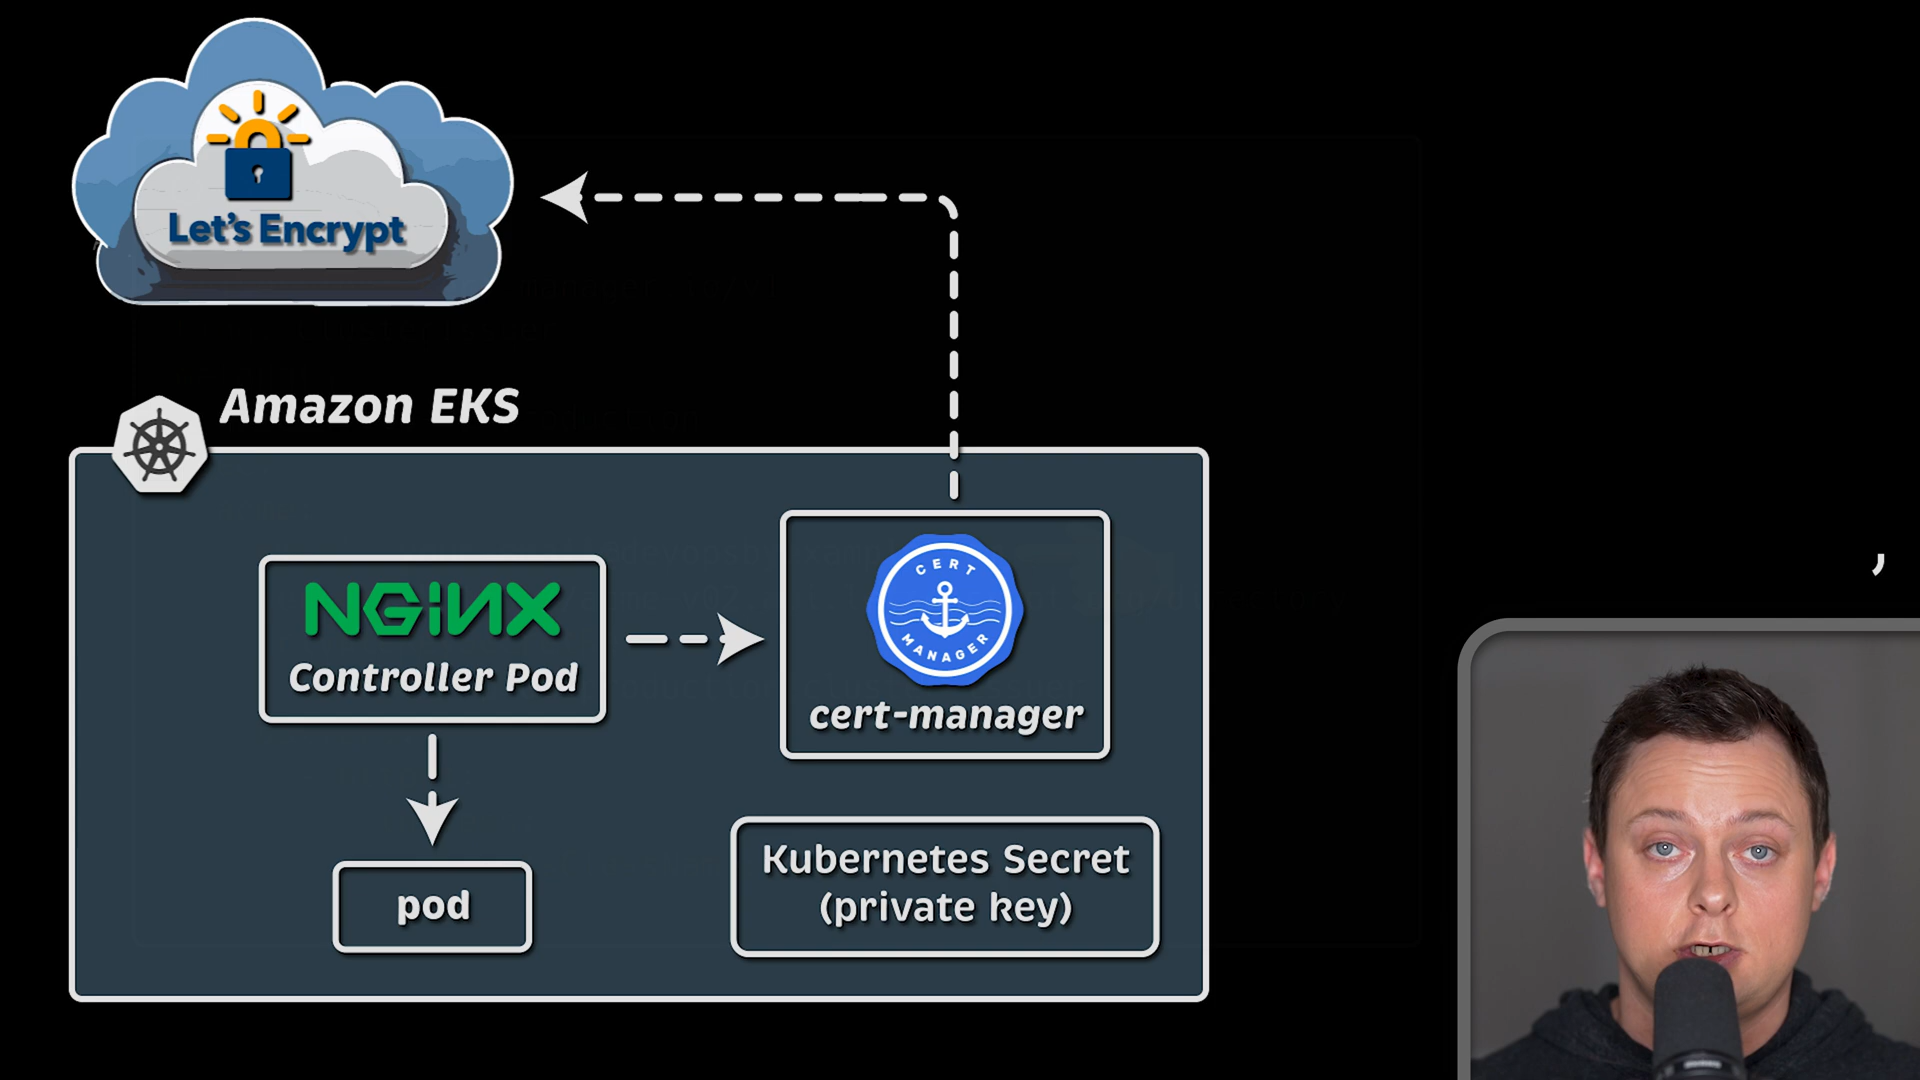 Let's Encrypt
Amazon EKS
NGINX
Controller Pod
CERT
MANAGER
cert-manager
pod
Kubernetes Secret
(private key)
,